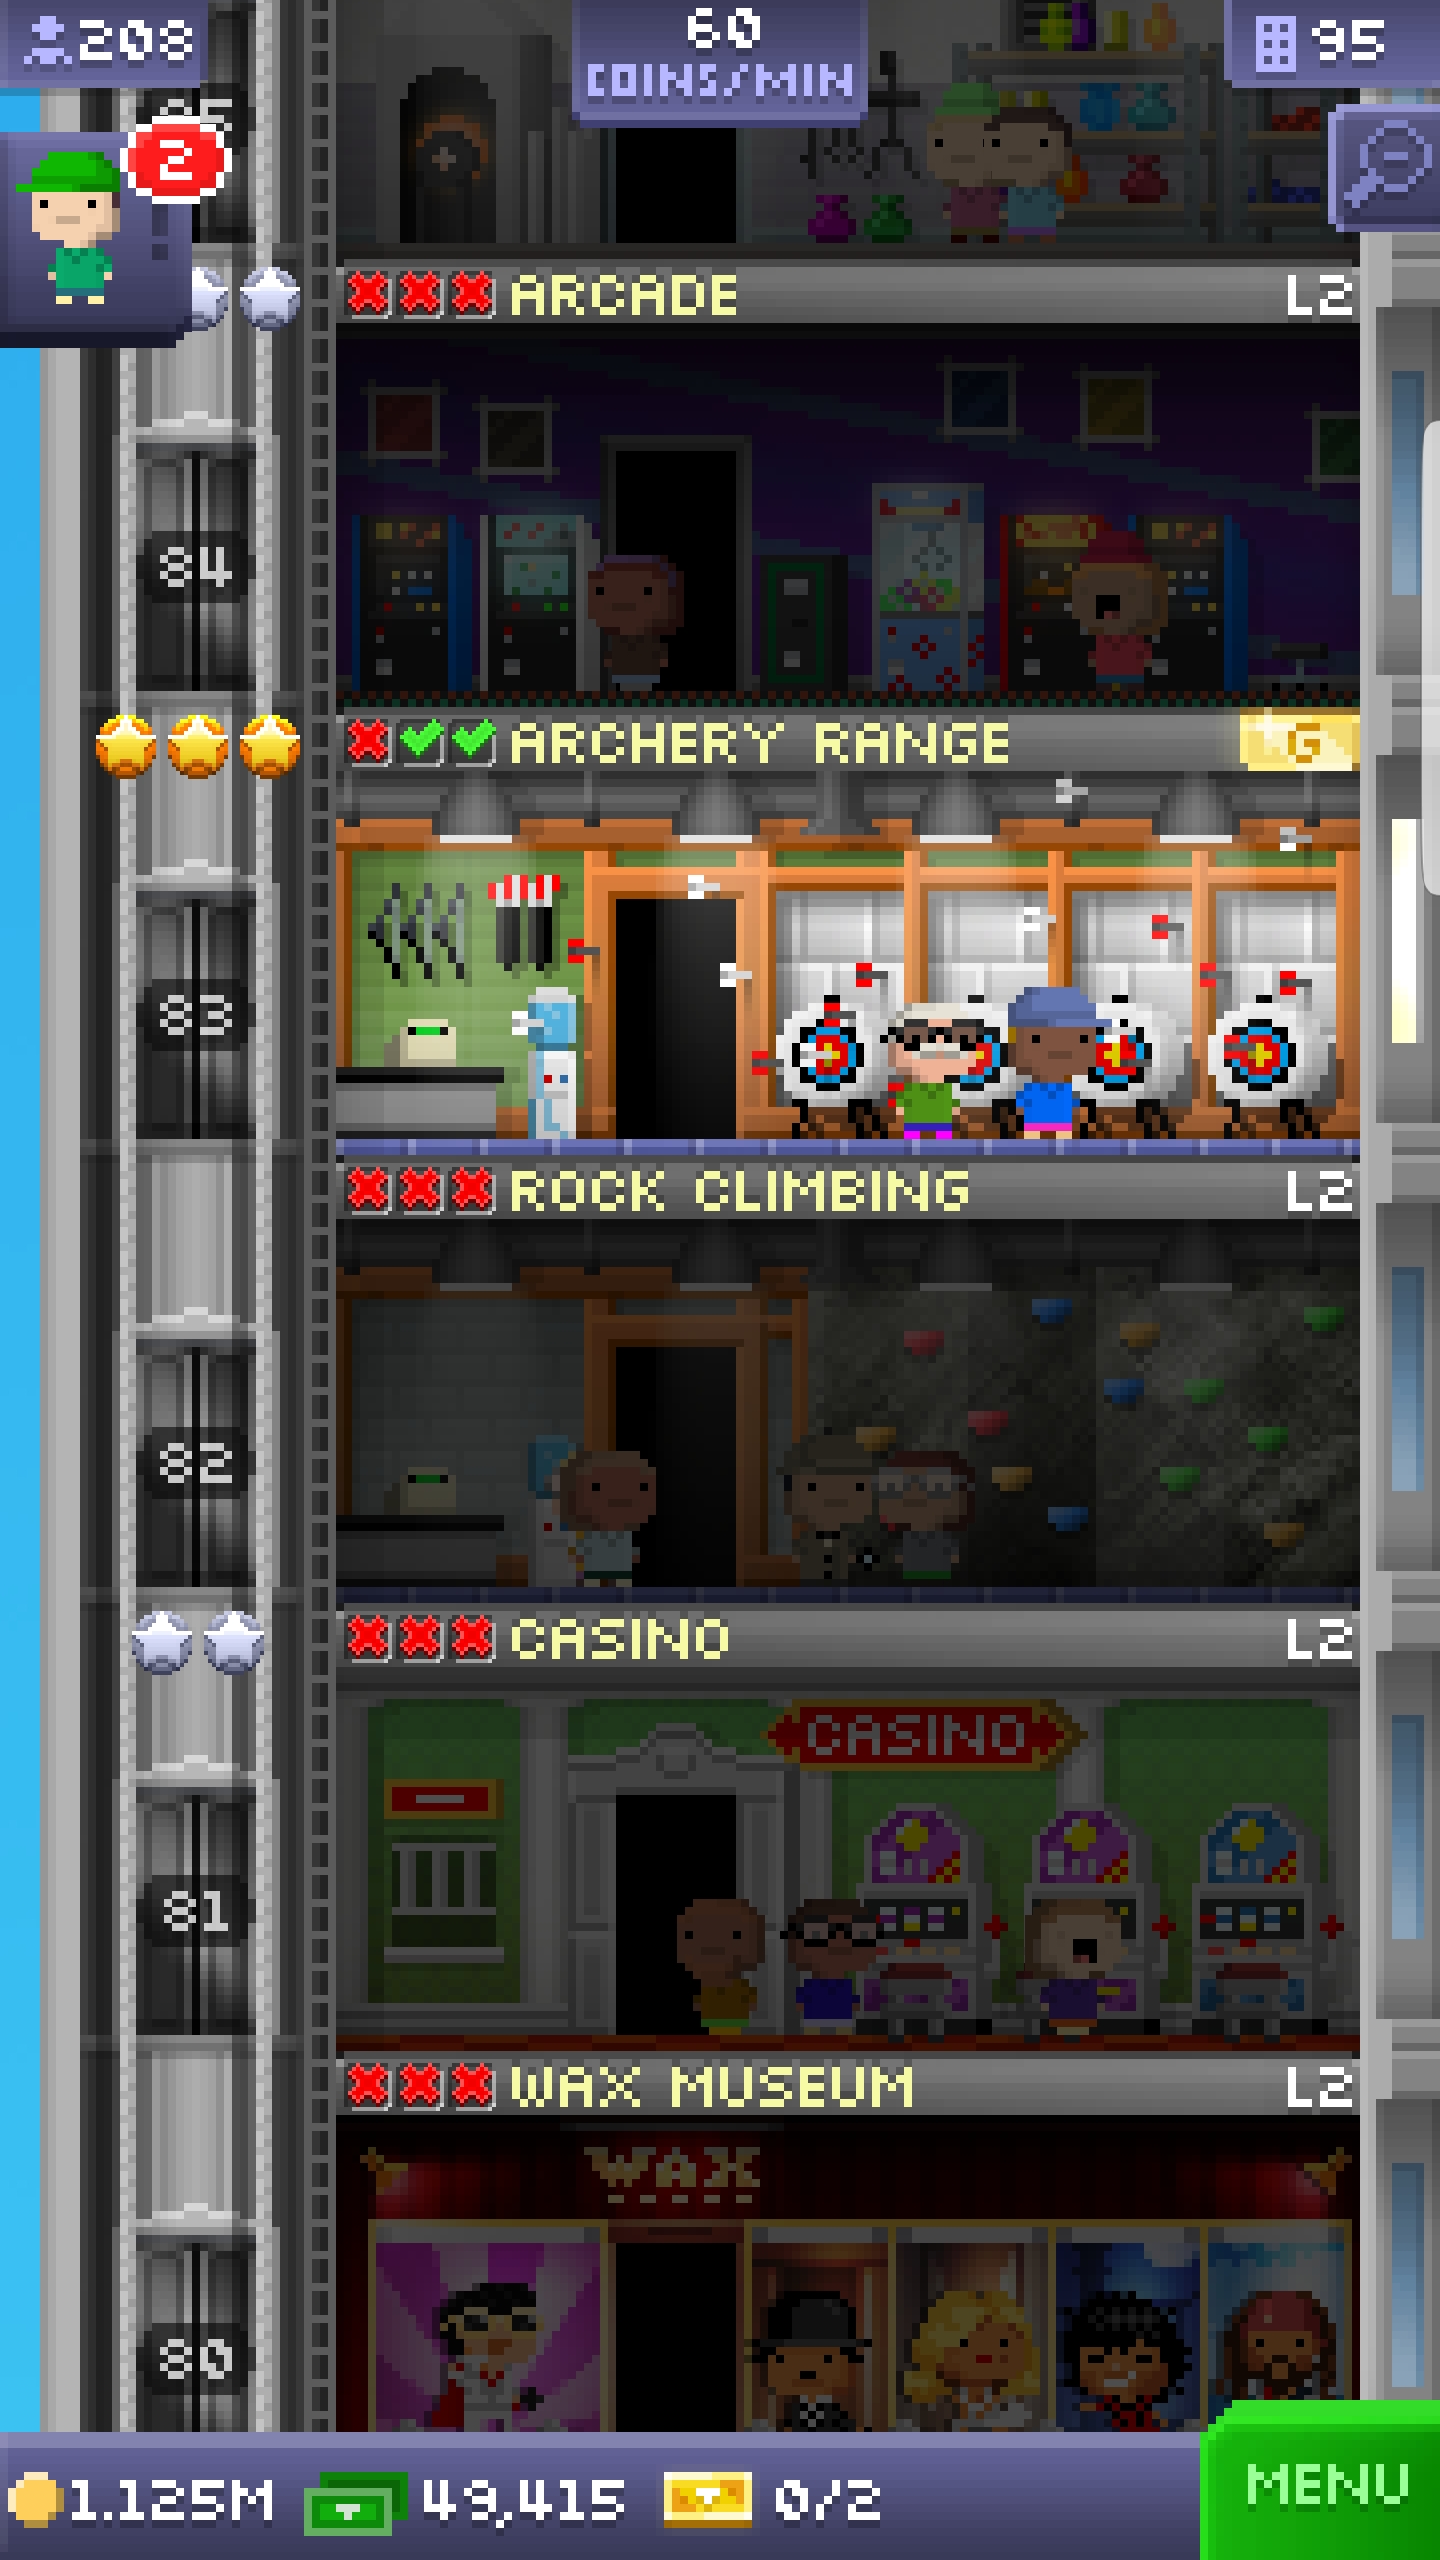 208
60
COINS/MIN
95
2
ARCADE
L2
84
ARCHERY RANGE
G
83
ROCK CLIMBING
L2
82
CASINO
L2
CASINO
81
WAX MUSEUM
L2
WAX
80
1.125M
49,415
0/2
MENU